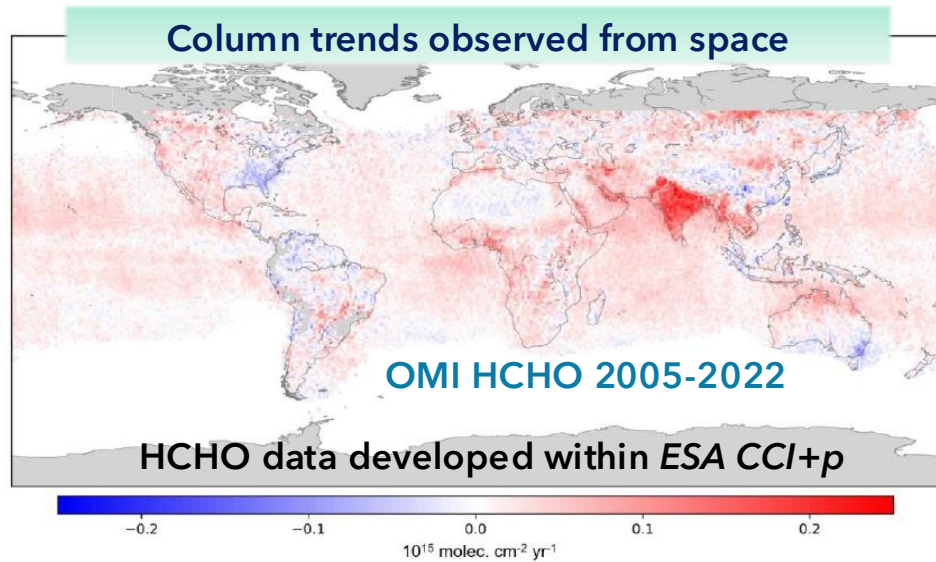 Column trends observed from space
OMI HCHO 2005-2022
HCHO data developed within ESA CCI+p
−0.2 −0.1 0.0 0.1 0.2
10¹⁵ molec. cm⁻² yr⁻¹